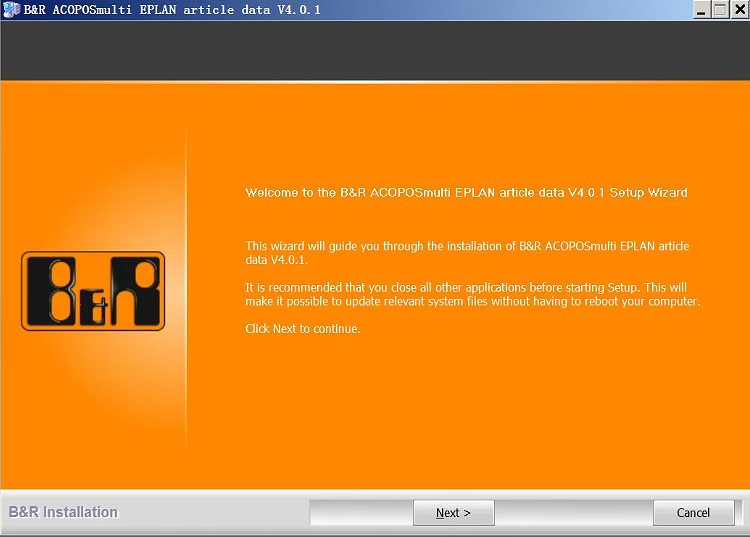 B&R ACOPOSmulti EPLAN article data V4.0.1
Welcome to the B&R ACOPOSmulti EPLAN article data V4.0.1 Setup Wizard
This wizard will guide you through the installation of B&R ACOPOSmulti EPLAN article
data V4.0.1.
It is recommended that you close all other applications before starting Setup. This will
make it possible to update relevant system files without having to reboot your computer.
Click Next to continue.
B&R
B&R Installation
Next >
Cancel